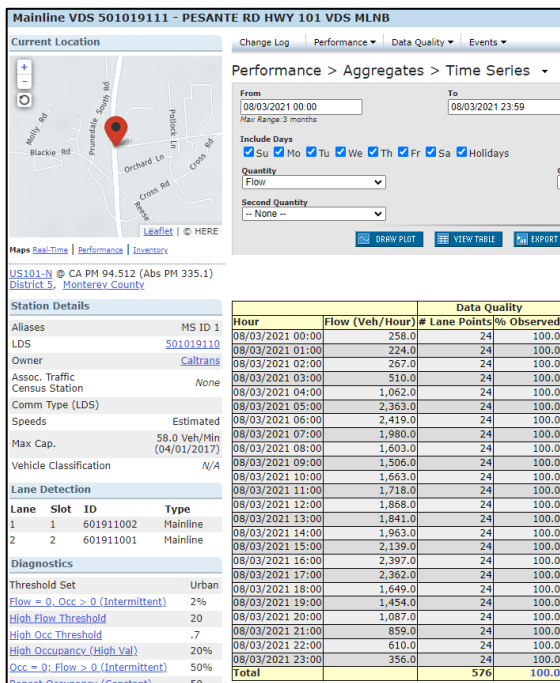 Mainline VDS 501019111 - PESANTE RD HWY 101 VDS MLNB
Current Location
+
-
Molly Rd
Blackie Rd
Prunedale South Rd
Pollock Ln
Orchard Ln
Cross Rd
Cross Rd
Reese
Leaflet | © HERE
Maps Real-Time | Performance | Inventory
US101-N @ CA PM 94.512 (Abs PM 335.1)
District 5, Monterey County
Station Details
Aliases MS ID 1
LDS 501019110
Owner Caltrans
Assoc. Traffic
Census Station None
Comm Type (LDS)
Speeds Estimated
Max Cap. 58.0 Veh/Min
(04/01/2017)
Vehicle Classification N/A
Lane Detection
Lane Slot ID Type
1 1 601911002 Mainline
2 2 601911001 Mainline
Diagnostics
Threshold Set Urban
Flow = 0, Occ > 0 (Intermittent) 2%
High Flow Threshold 20
High Occ Threshold .7
High Occupancy (High Val) 20%
Occ = 0; Flow > 0 (Intermittent) 50%
Repeat Occupancy (Constant) 50
Change Log Performance Data Quality Events
Performance > Aggregates > Time Series
From To
08/03/2021 00:00 08/03/2021 23:59
Max Range:3 months
Include Days
Su Mo Tu We Th Fr Sa Holidays
Quantity
Flow
Second Quantity
-- None --
DRAW PLOT VIEW TABLE EXPORT
Data Quality
Hour Flow (Veh/Hour) # Lane Points % Observed
08/03/2021 00:00 258.0 24 100.0
08/03/2021 01:00 224.0 24 100.0
08/03/2021 02:00 267.0 24 100.0
08/03/2021 03:00 510.0 24 100.0
08/03/2021 04:00 1,062.0 24 100.0
08/03/2021 05:00 2,363.0 24 100.0
08/03/2021 06:00 2,419.0 24 100.0
08/03/2021 07:00 1,980.0 24 100.0
08/03/2021 08:00 1,603.0 24 100.0
08/03/2021 09:00 1,506.0 24 100.0
08/03/2021 10:00 1,663.0 24 100.0
08/03/2021 11:00 1,718.0 24 100.0
08/03/2021 12:00 1,868.0 24 100.0
08/03/2021 13:00 1,841.0 24 100.0
08/03/2021 14:00 1,963.0 24 100.0
08/03/2021 15:00 2,139.0 24 100.0
08/03/2021 16:00 2,397.0 24 100.0
08/03/2021 17:00 2,362.0 24 100.0
08/03/2021 18:00 1,649.0 24 100.0
08/03/2021 19:00 1,454.0 24 100.0
08/03/2021 20:00 1,087.0 24 100.0
08/03/2021 21:00 859.0 24 100.0
08/03/2021 22:00 610.0 24 100.0
08/03/2021 23:00 356.0 24 100.0
Total 576 100.0